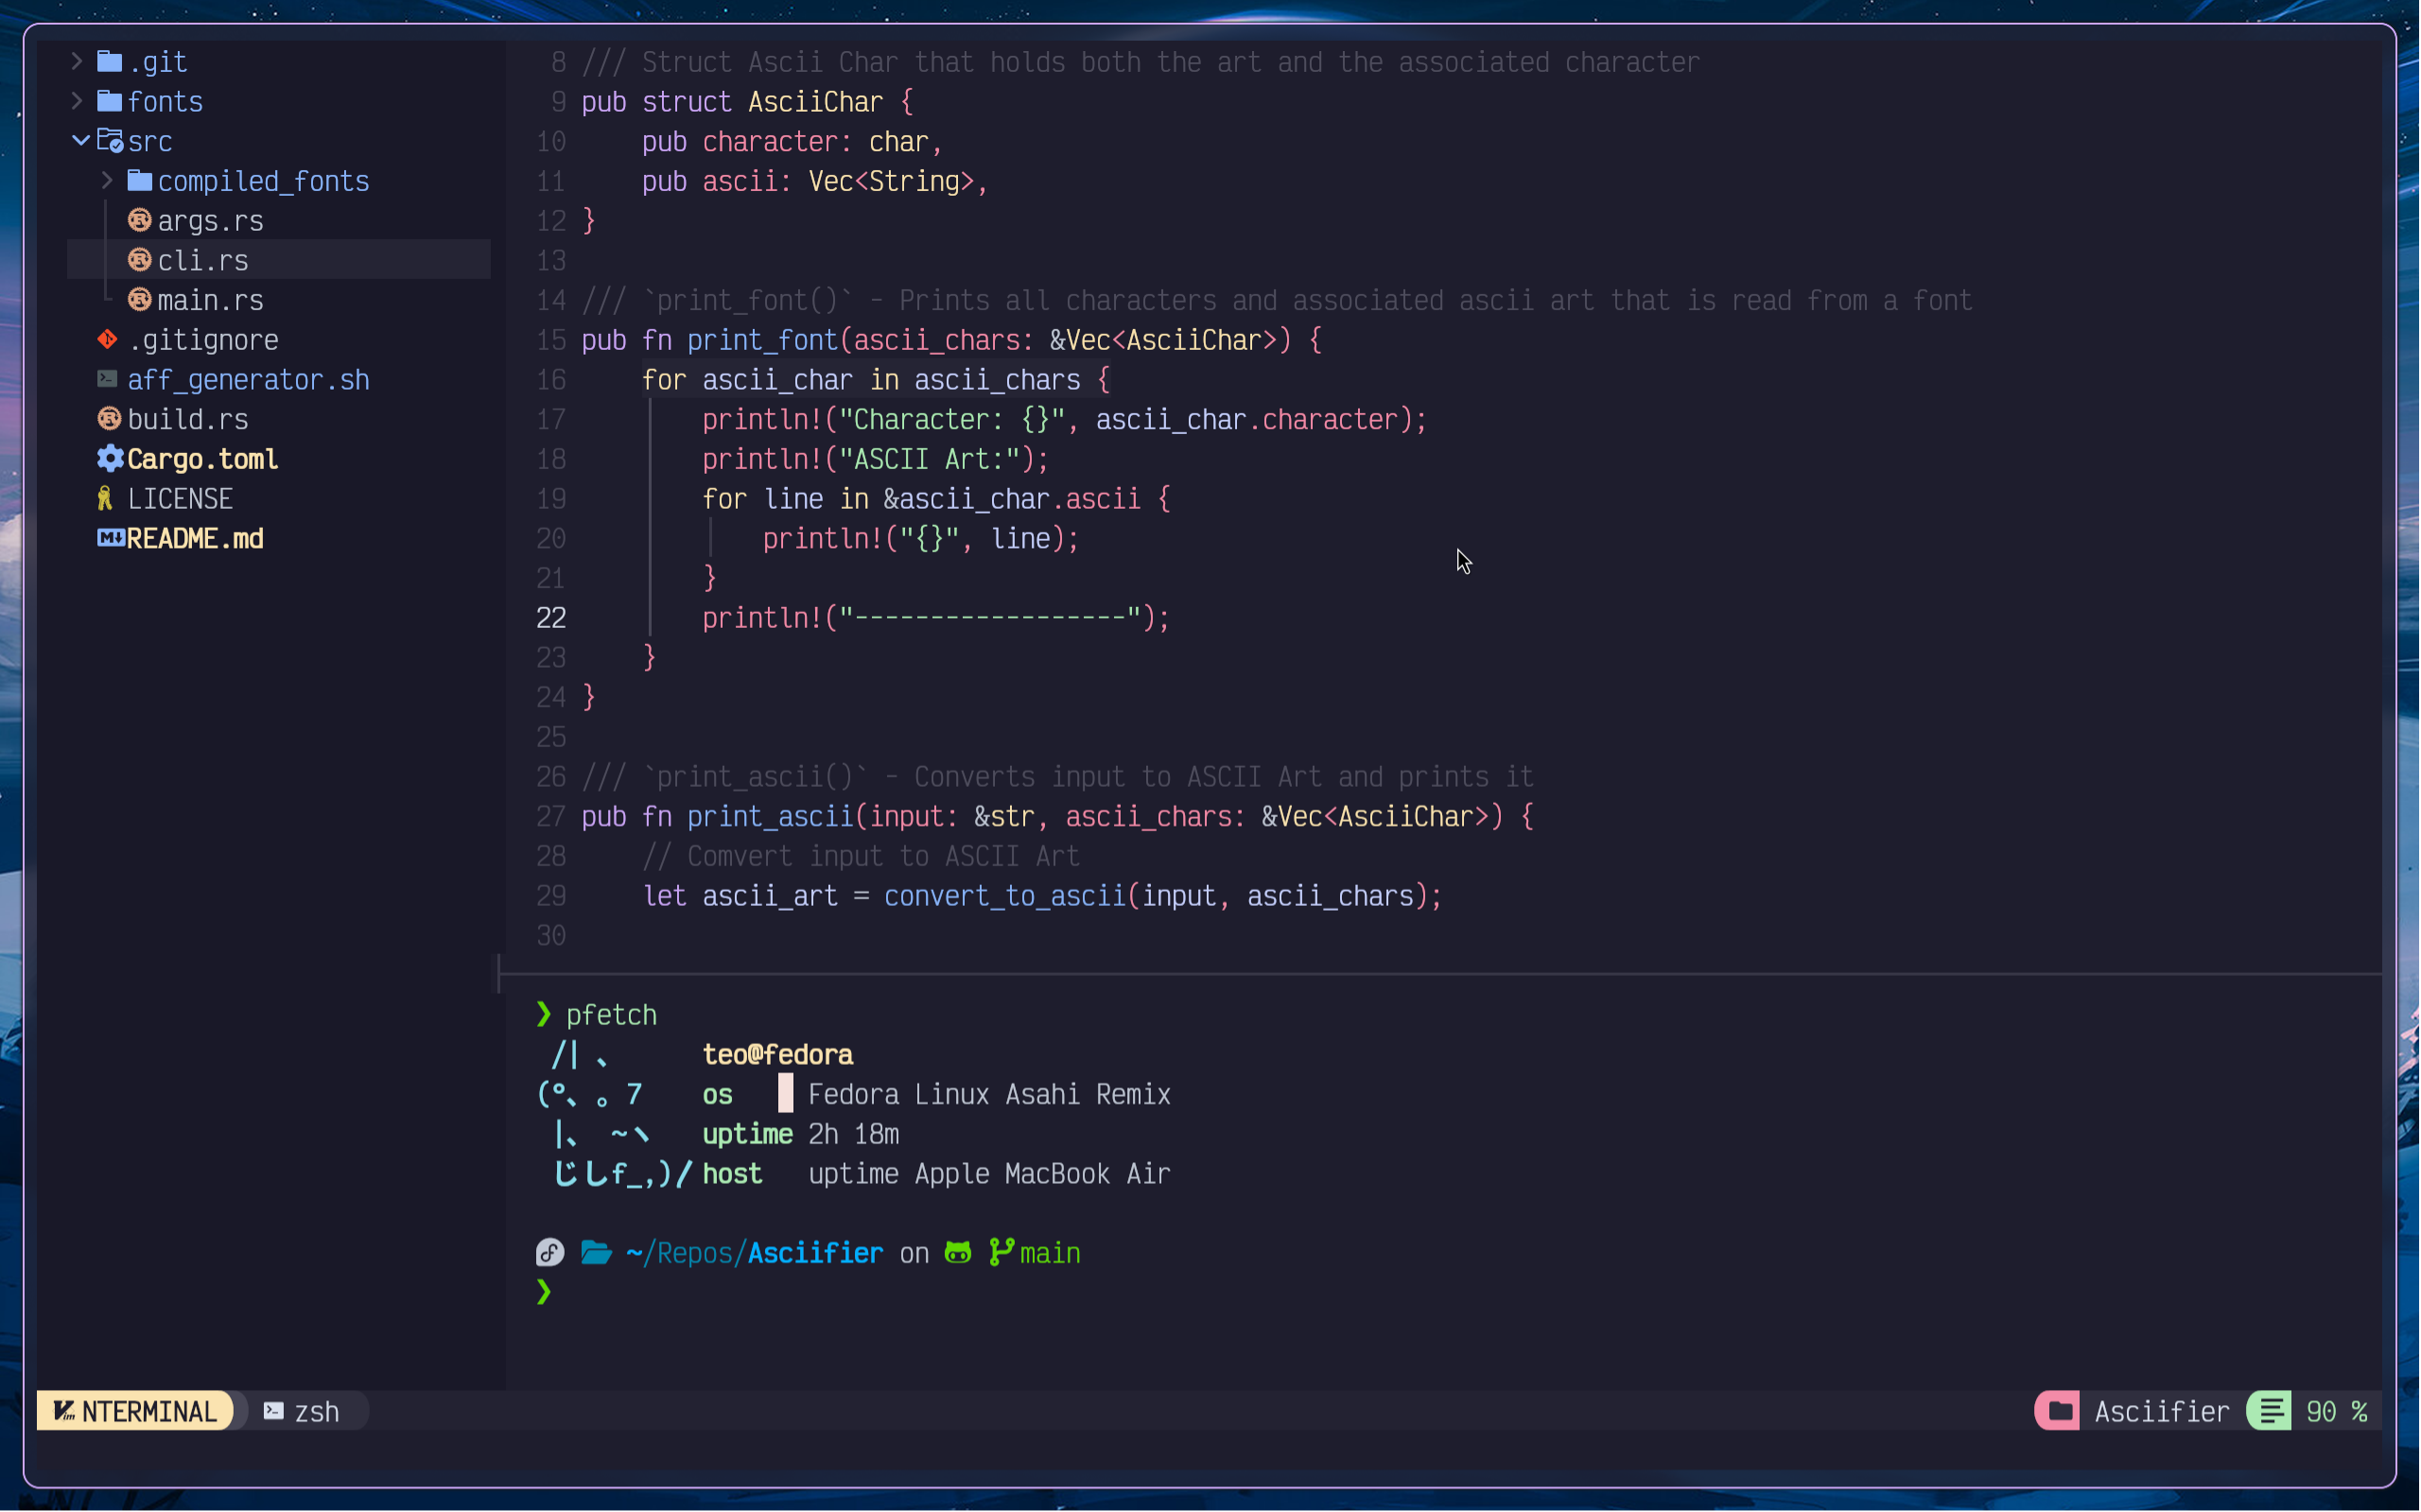 .git
fonts
src
compiled_fonts
args.rs
cli.rs
main.rs
.gitignore
aff_generator.sh
build.rs
Cargo.toml
LICENSE
README.md
8 /// Struct Ascii Char that holds both the art and the associated character
9 pub struct AsciiChar {
10     pub character: char,
11     pub ascii: Vec<String>,
12 }
13
14 /// `print_font()` - Prints all characters and associated ascii art that is read from a font
15 pub fn print_font(ascii_chars: &Vec<AsciiChar>) {
16     for ascii_char in ascii_chars {
17         println!("Character: {}", ascii_char.character);
18         println!("ASCII Art:");
19         for line in &ascii_char.ascii {
20             println!("{}", line);
21         }
22         println!("------------------");
23     }
24 }
25
26 /// `print_ascii()` - Converts input to ASCII Art and prints it
27 pub fn print_ascii(input: &str, ascii_chars: &Vec<AsciiChar>) {
28     // Comvert input to ASCII Art
29     let ascii_art = convert_to_ascii(input, ascii_chars);
30
❯ pfetch
 /| 、     teo@fedora
(°、。7    os     Fedora Linux Asahi Remix
 |、 ~ヽ   uptime 2h 18m
 じしf_,)/ host   uptime Apple MacBook Air
~/Repos/Asciifier on main
❯
NTERMINAL zsh Asciifier 90 %